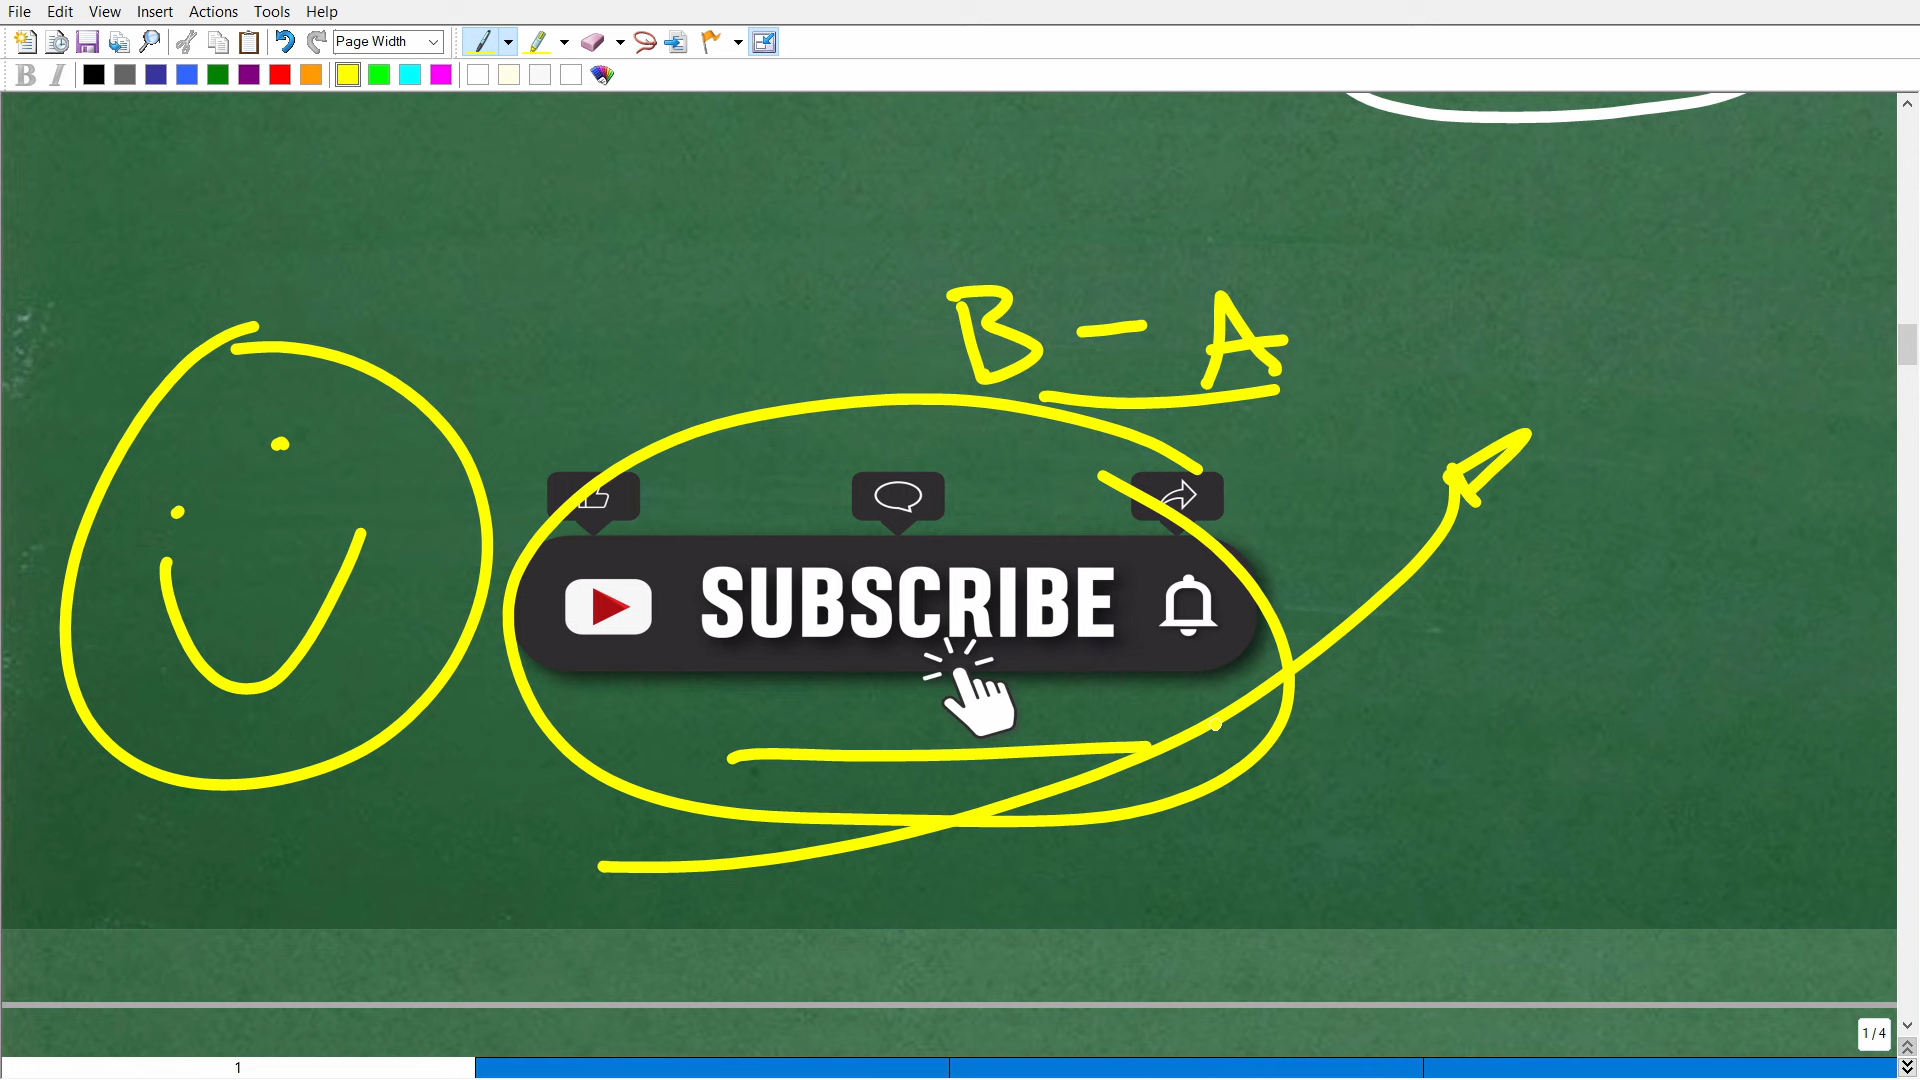 File Edit View Insert Actions Tools Help
Page Width
B I
B - A
SUBSCRIBE
1 / 4
1